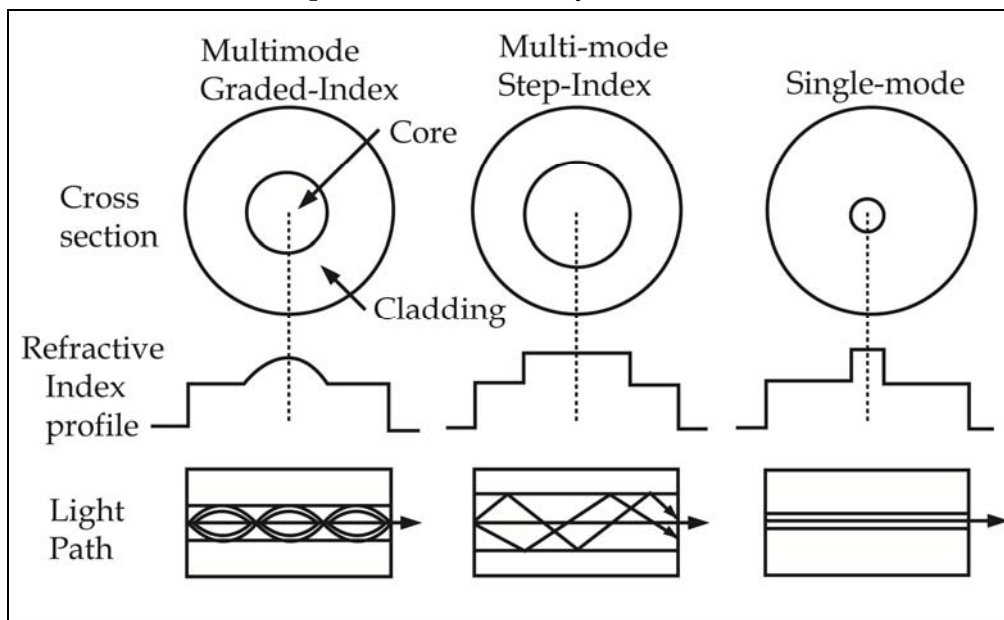 Multimode
Graded-Index
Multi-mode
Step-Index
Single-mode
Core
Cross
section
Cladding
Refractive
Index
profile
Light
Path